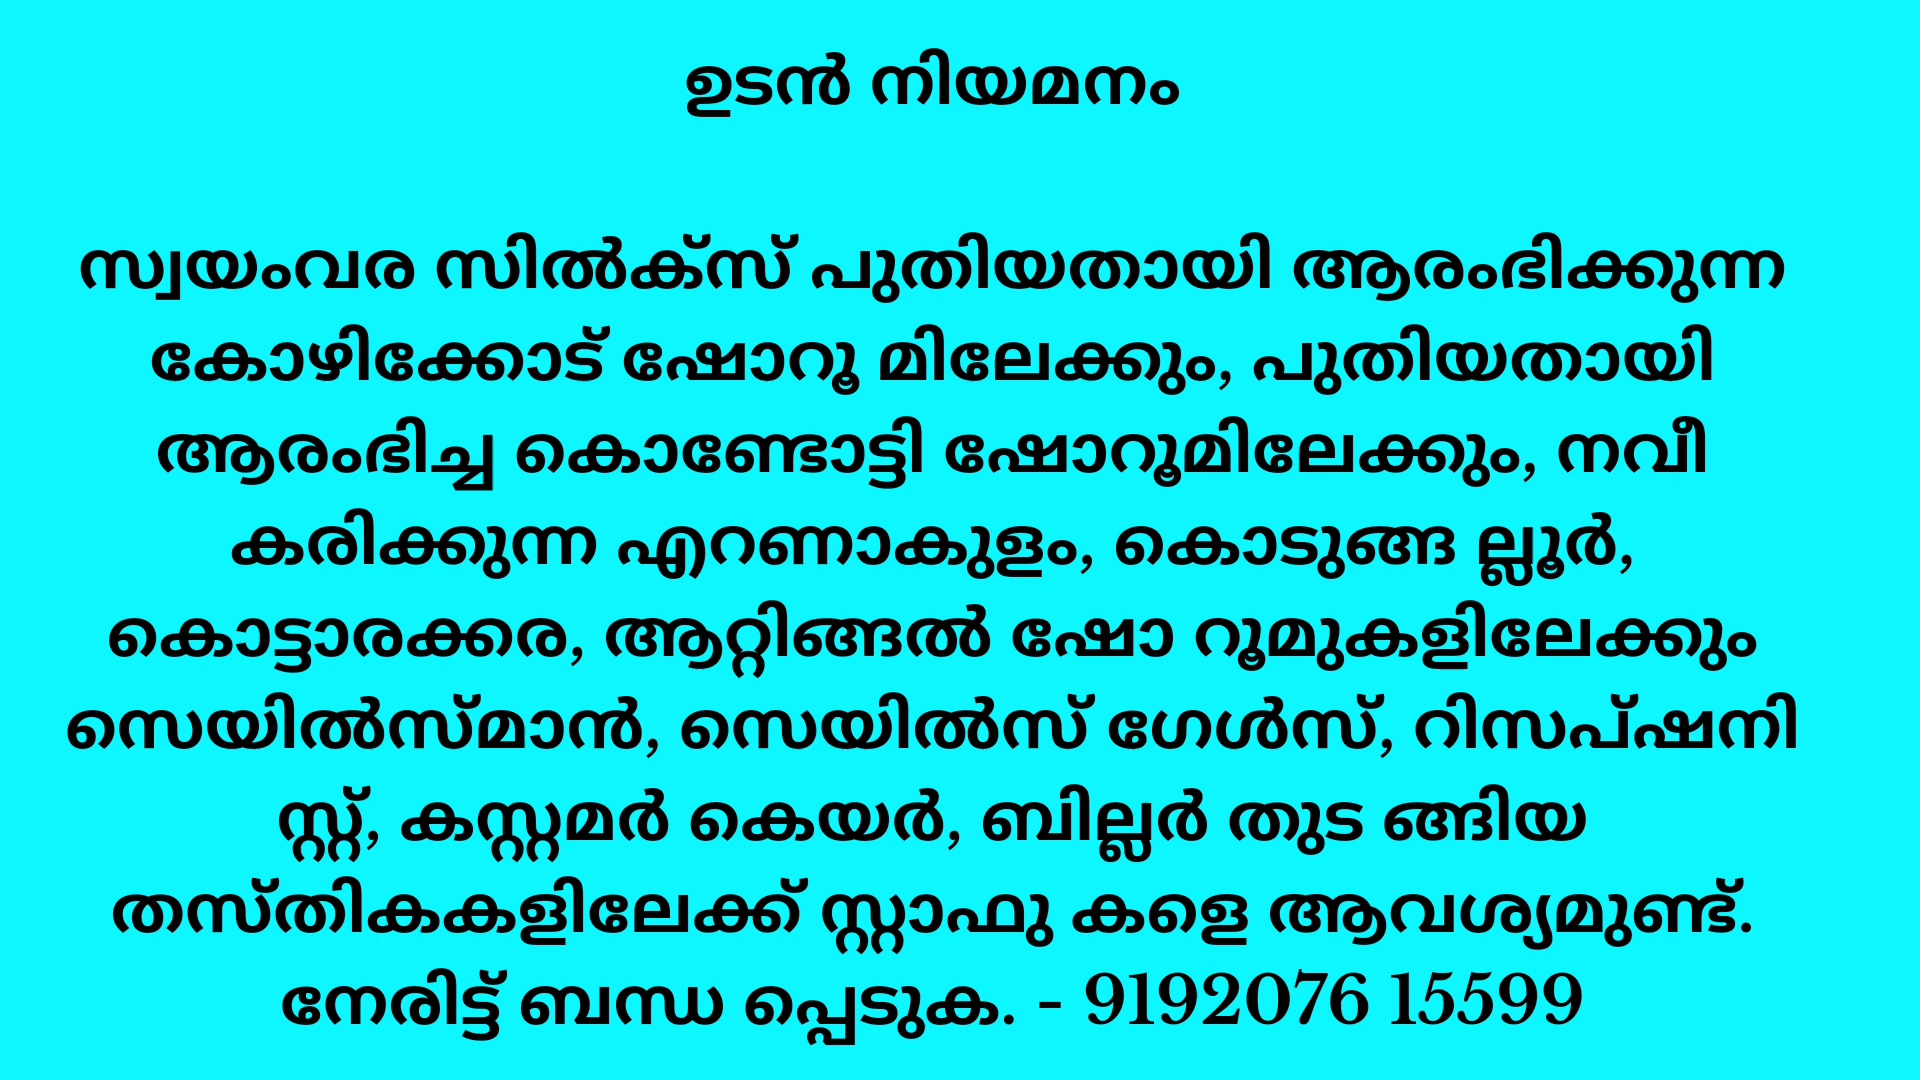 ഉടൻ നിയമനം
സ്വയംവര സിൽക്സ് പുതിയതായി ആരംഭിക്കുന്ന
കോഴിക്കോട് ഷോറൂ മിലേക്കും, പുതിയതായി
ആരംഭിച്ച കൊണ്ടോട്ടി ഷോറൂമിലേക്കും, നവീ
കരിക്കുന്ന എറണാകുളം, കൊടുങ്ങ ല്ലൂർ,
കൊട്ടാരക്കര, ആറ്റിങ്ങൽ ഷോ റൂമുകളിലേക്കും
സെയിൽസ്മാൻ, സെയിൽസ് ഗേൾസ്, റിസപ്ഷനി
സ്റ്റ്, കസ്റ്റമർ കെയർ, ബില്ലർ തുട ങ്ങിയ
തസ്തികകളിലേക്ക് സ്റ്റാഫു കളെ ആവശ്യമുണ്ട്.
നേരിട്ട് ബന്ധ പ്പെടുക. - 9192076 15599